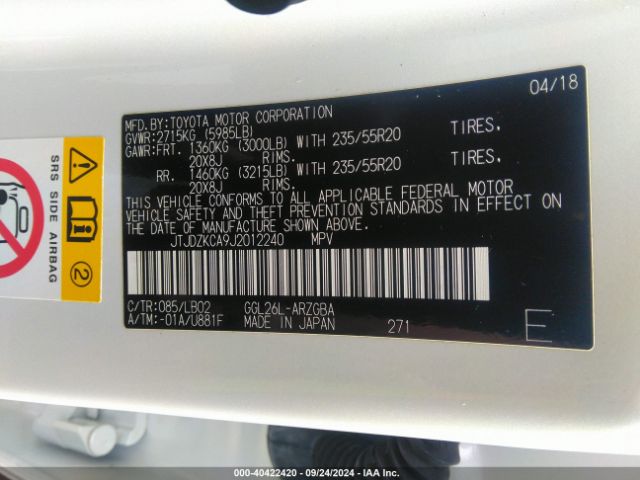 04/18
MFD.BY:TOYOTA MOTOR CORPORATION
GVWR:2715KG (5985LB)
GAWR:FRT. 1360KG (3000LB) WITH 235/55R20 TIRES,
20X8J RIMS.
RR. 1460KG (3215LB) WITH 235/55R20 TIRES,
20X8J RIMS.
THIS VEHICLE CONFORMS TO ALL APPLICABLE FEDERAL MOTOR
VEHICLE SAFETY AND THEFT PREVENTION STANDARDS IN EFFECT ON
THE DATE OF MANUFACTURE SHOWN ABOVE.
JTJDZKCA9J2012240 MPV
C/TR:085/LB02 GGL26L-ARZGBA
A/TM:-01A/U881F MADE IN JAPAN 271 E
SRS SIDE AIRBAG
2
000-40422420 - 09/24/2024 - IAA Inc.